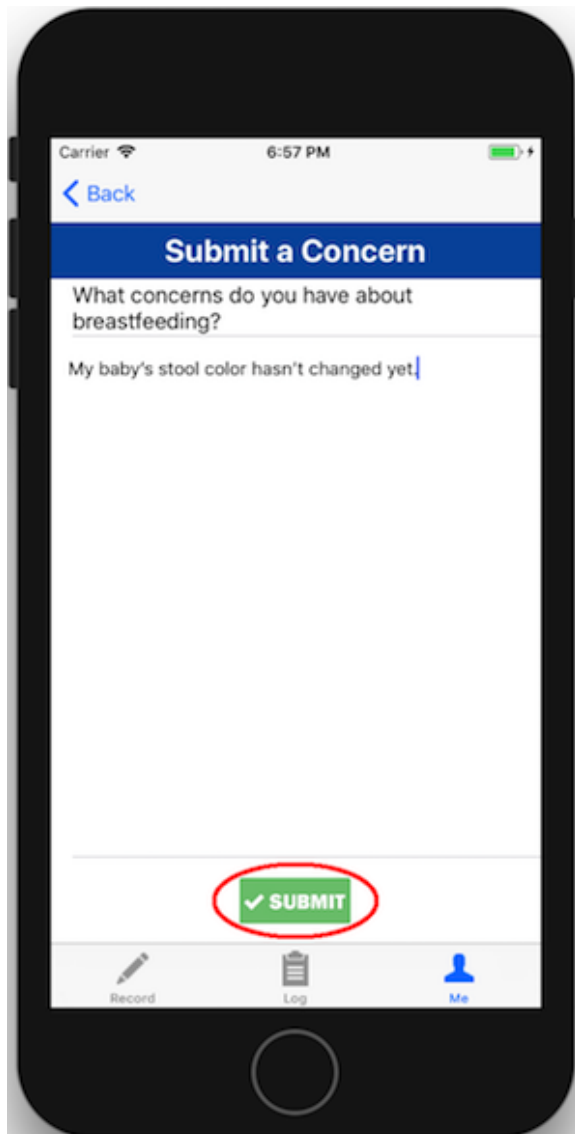 Carrier
6:57 PM
Back
Submit a Concern
What concerns do you have about
breastfeeding?
My baby's stool color hasn't changed yet.
SUBMIT
Record
Log
Me